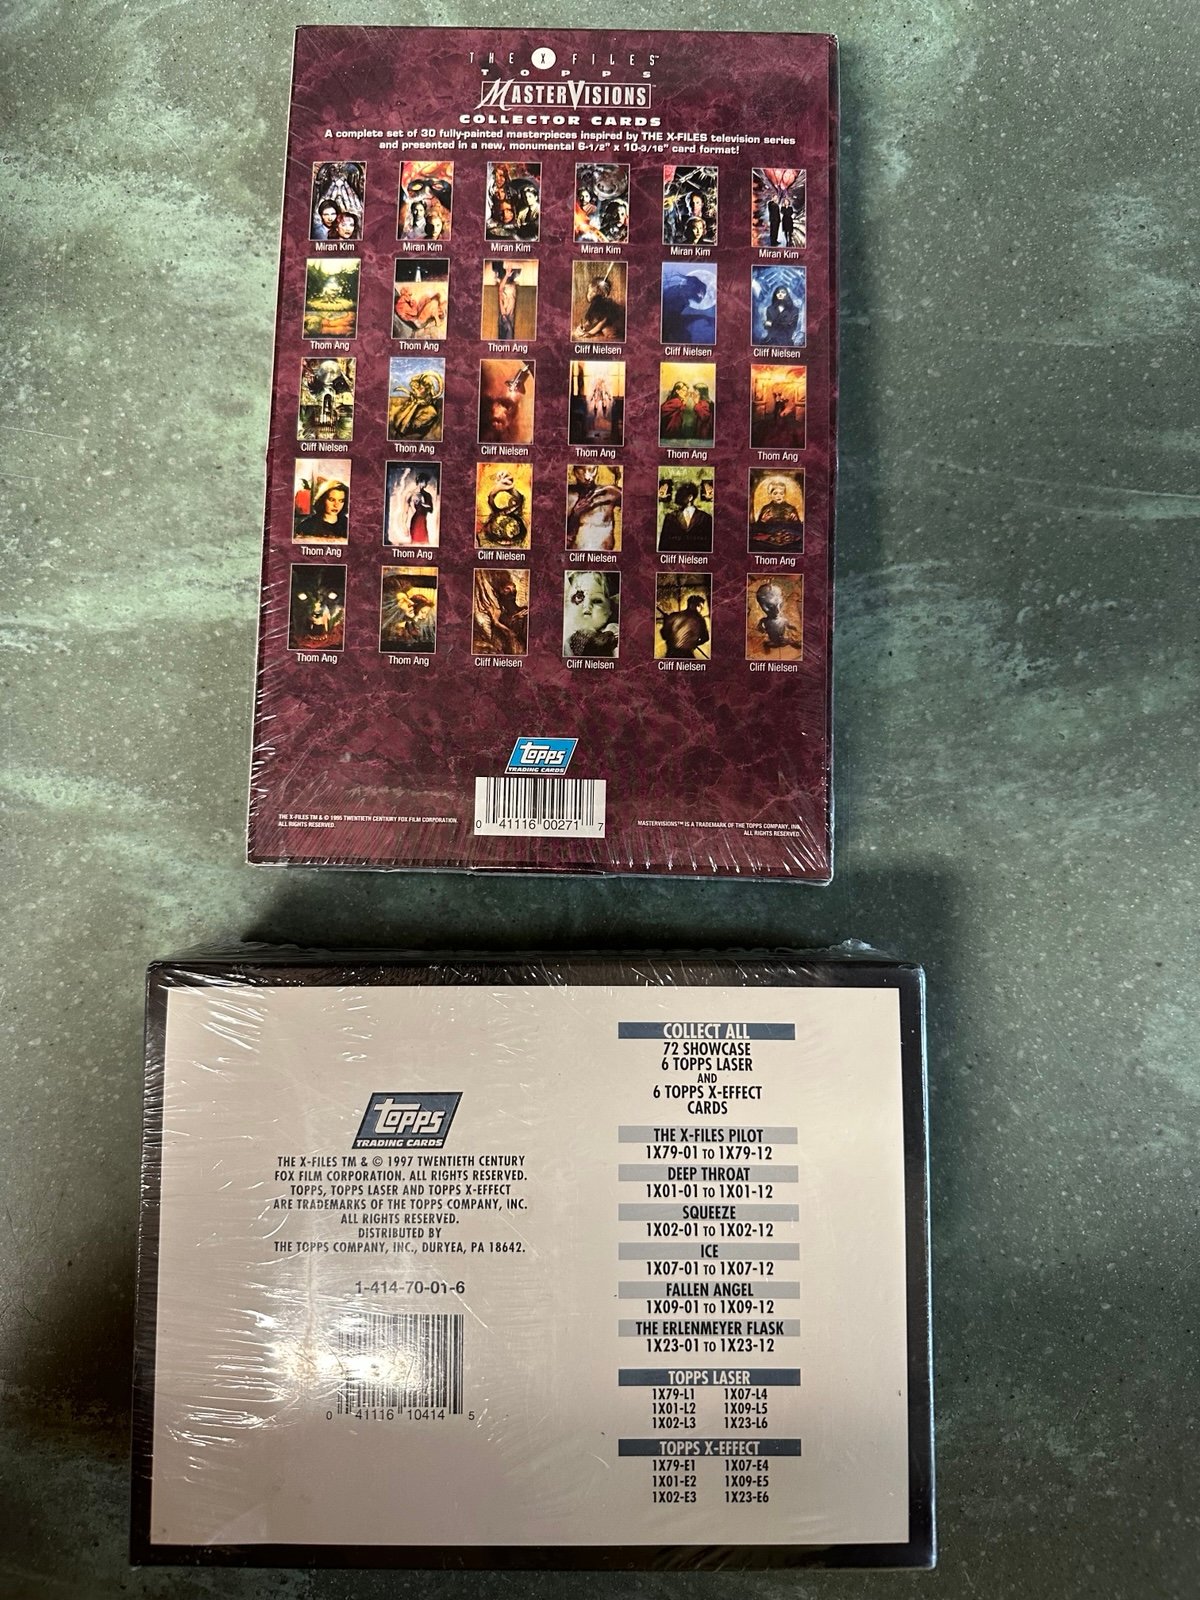 THE X FILES™
TOPPS
MASTERVISIONS™
COLLECTOR CARDS
A complete set of 30 fully-painted masterpieces inspired by THE X-FILES television series
and presented in a new, monumental 6-1/2" x 10-3/16" card format!
Miran Kim Miran Kim Miran Kim Miran Kim Miran Kim Miran Kim
Thom Ang Thom Ang Thom Ang Cliff Nielsen Cliff Nielsen Cliff Nielsen
Cliff Nielsen Thom Ang Cliff Nielsen Thom Ang Thom Ang Thom Ang
Thom Ang Thom Ang Cliff Nielsen Cliff Nielsen Cliff Nielsen Thom Ang
Thom Ang Thom Ang Cliff Nielsen Cliff Nielsen Cliff Nielsen Cliff Nielsen
Topps
TRADING CARDS
0 41116 00271 7
THE X-FILES TM & © 1995 TWENTIETH CENTURY FOX FILM CORPORATION.
ALL RIGHTS RESERVED.
MASTERVISIONS™ IS A TRADEMARK OF THE TOPPS COMPANY, INC.
ALL RIGHTS RESERVED.
Topps
TRADING CARDS
THE X-FILES TM & © 1997 TWENTIETH CENTURY
FOX FILM CORPORATION. ALL RIGHTS RESERVED.
TOPPS, TOPPS LASER AND TOPPS X-EFFECT
ARE TRADEMARKS OF THE TOPPS COMPANY, INC.
ALL RIGHTS RESERVED.
DISTRIBUTED BY
THE TOPPS COMPANY, INC., DURYEA, PA 18642.
1-414-70-01-6
0 41116 10414 5
COLLECT ALL
72 SHOWCASE
6 TOPPS LASER
AND
6 TOPPS X-EFFECT
CARDS
THE X-FILES PILOT
1X79-01 TO 1X79-12
DEEP THROAT
1X01-01 TO 1X01-12
SQUEEZE
1X02-01 TO 1X02-12
ICE
1X07-01 TO 1X07-12
FALLEN ANGEL
1X09-01 TO 1X09-12
THE ERLENMEYER FLASK
1X23-01 TO 1X23-12
TOPPS LASER
1X79-L1 1X07-L4
1X01-L2 1X09-L5
1X02-L3 1X23-L6
TOPPS X-EFFECT
1X79-E1 1X07-E4
1X01-E2 1X09-E5
1X02-E3 1X23-E6